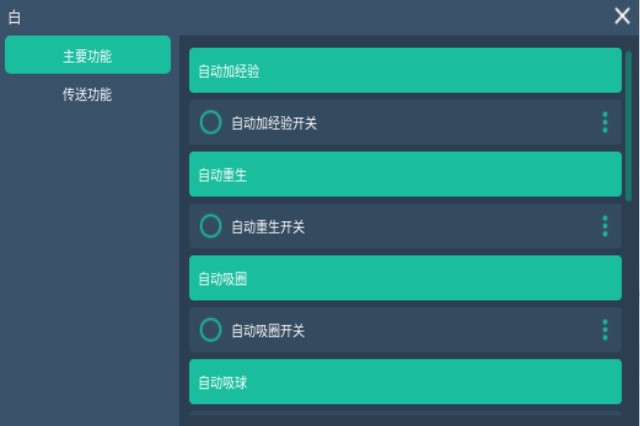 白
主要功能
传送功能
自动加经验
自动加经验开关
自动重生
自动重生开关
自动吸圈
自动吸圈开关
自动吸球